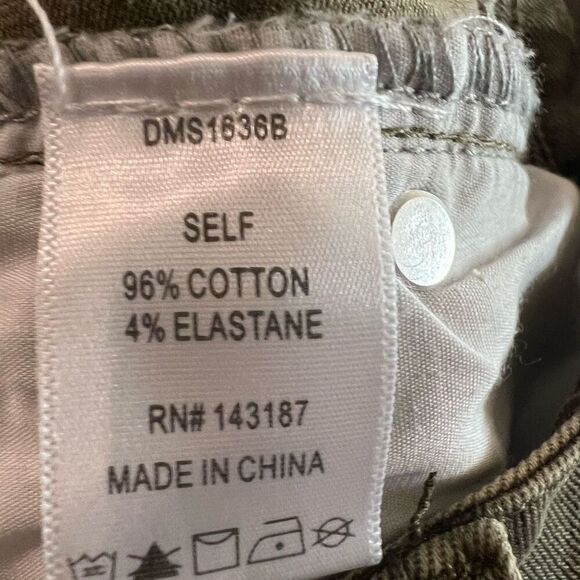 DMS1636B
SELF
96% COTTON
4% ELASTANE
RN# 143187
MADE IN CHINA